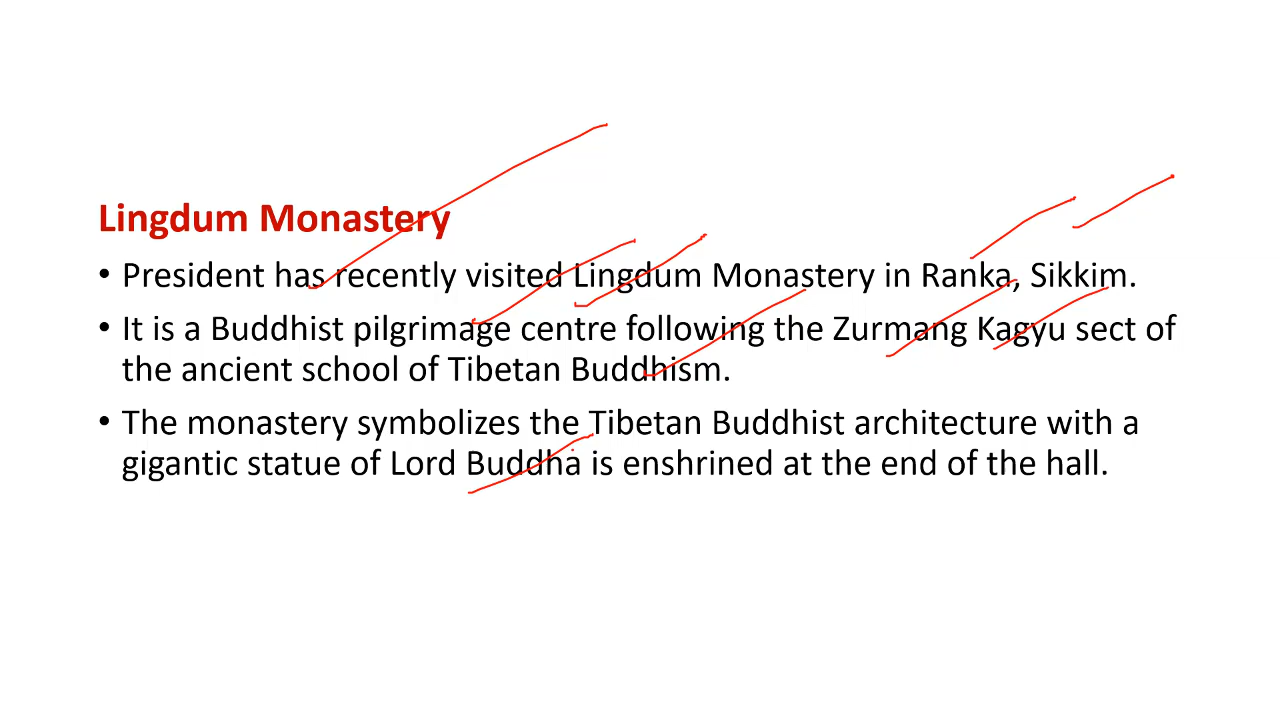 Lingdum Monastery
• President has recently visited Lingdum Monastery in Ranka, Sikkim.
• It is a Buddhist pilgrimage centre following the Zurmang Kagyu sect of
the ancient school of Tibetan Buddhism.
• The monastery symbolizes the Tibetan Buddhist architecture with a
gigantic statue of Lord Buddha is enshrined at the end of the hall.